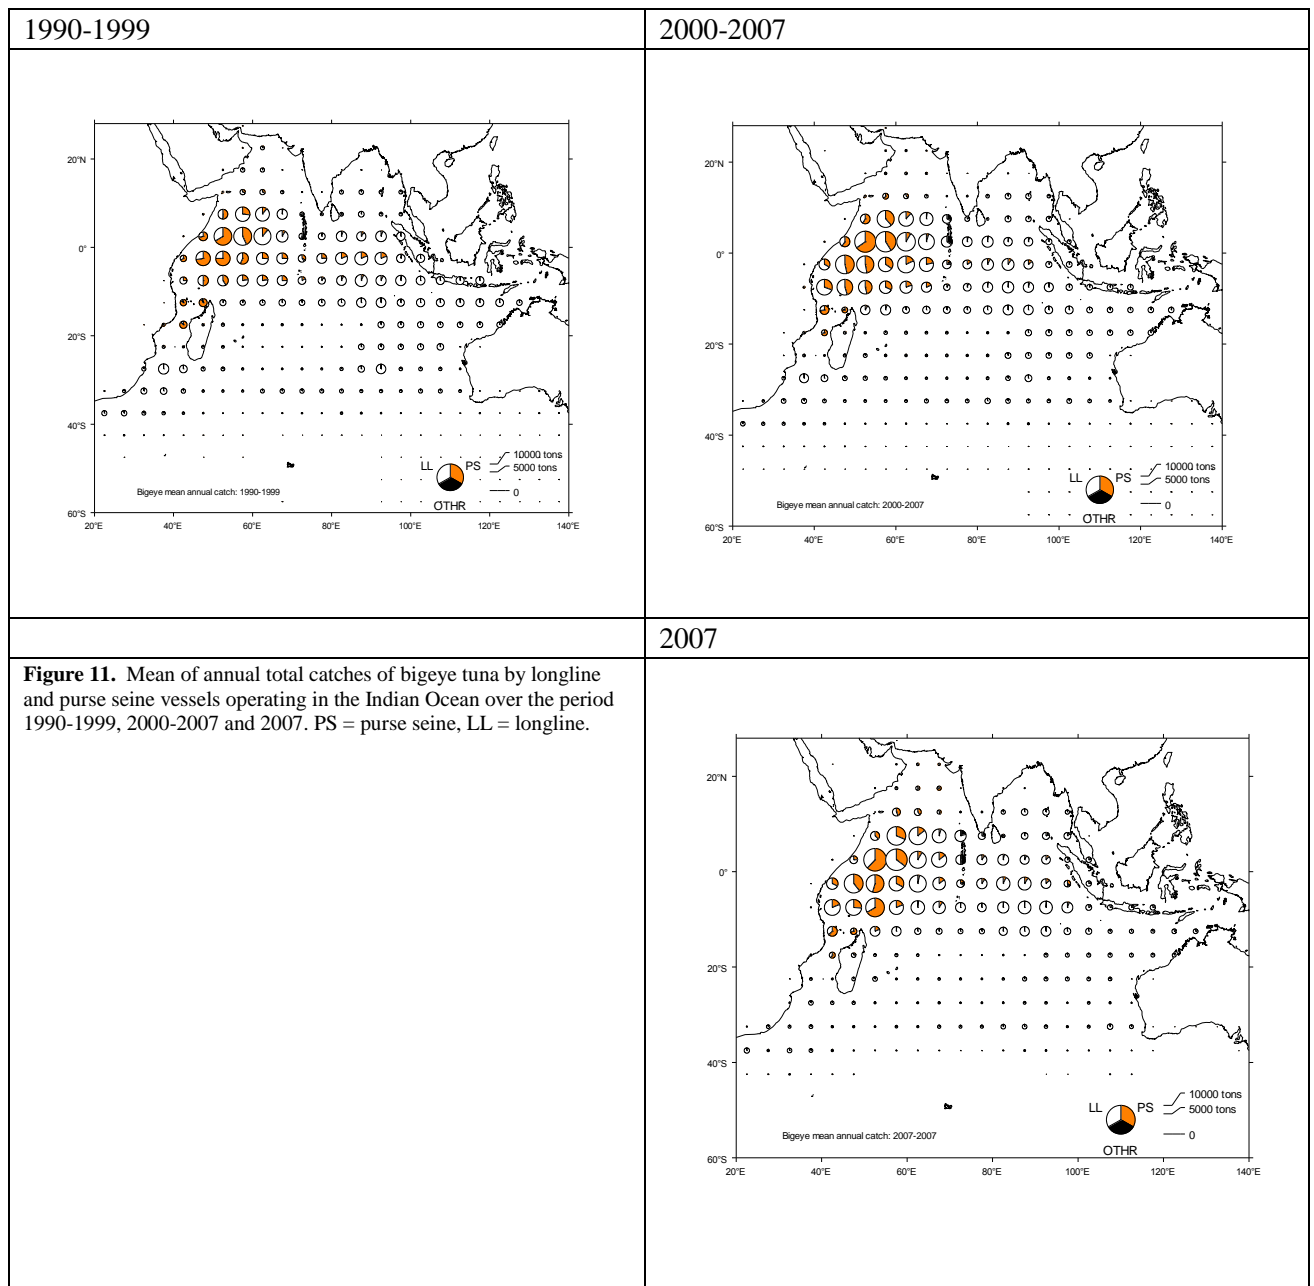 1990-1999
2000-2007
20°N
0°
20°S
40°S
60°S
20°E
40°E
60°E
80°E
100°E
120°E
140°E
LL
PS
OTHR
10000 tons
5000 tons
0
Bigeye mean annual catch: 1990-1999
20°N
0°
20°S
40°S
60°S
20°E
40°E
60°E
80°E
100°E
120°E
140°E
LL
PS
OTHR
10000 tons
5000 tons
0
Bigeye mean annual catch: 2000-2007
2007
Figure 11. Mean of annual total catches of bigeye tuna by longline
and purse seine vessels operating in the Indian Ocean over the period
1990-1999, 2000-2007 and 2007. PS = purse seine, LL = longline.
20°N
0°
20°S
40°S
60°S
20°E
40°E
60°E
80°E
100°E
120°E
140°E
LL
PS
OTHR
10000 tons
5000 tons
0
Bigeye mean annual catch: 2007-2007